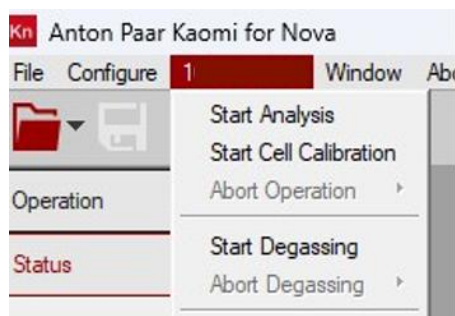 Kn Anton Paar Kaomi for Nova
File Configure 1 Window Abo
Start Analysis
Start Cell Calibration
Abort Operation
Operation
Start Degassing
Status
Abort Degassing